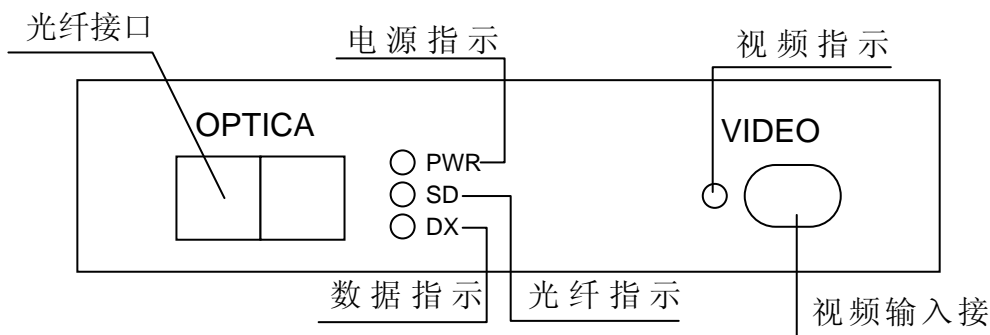 光纤接口
电源指示
视频指示
OPTICA
VIDEO
PWR
SD
DX
数据指示
光纤指示
视频输入接